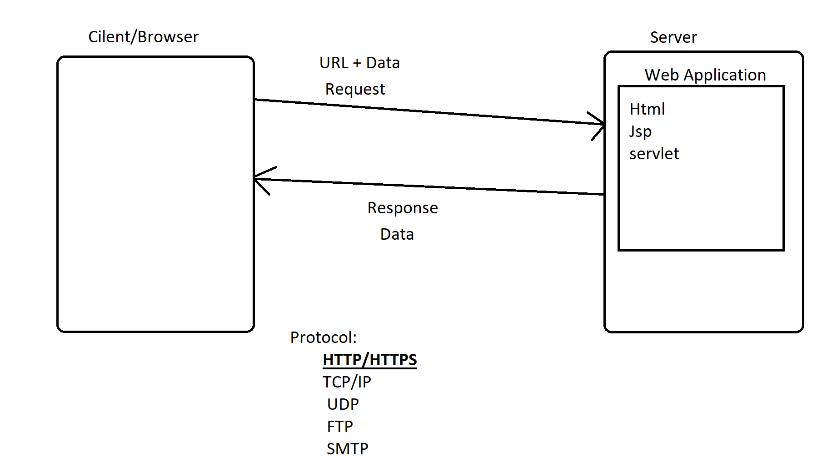 Cilent/Browser
Server
URL + Data
Request
Web Application
Html
Jsp
servlet
Response
Data
Protocol:
HTTP/HTTPS
TCP/IP
UDP
FTP
SMTP